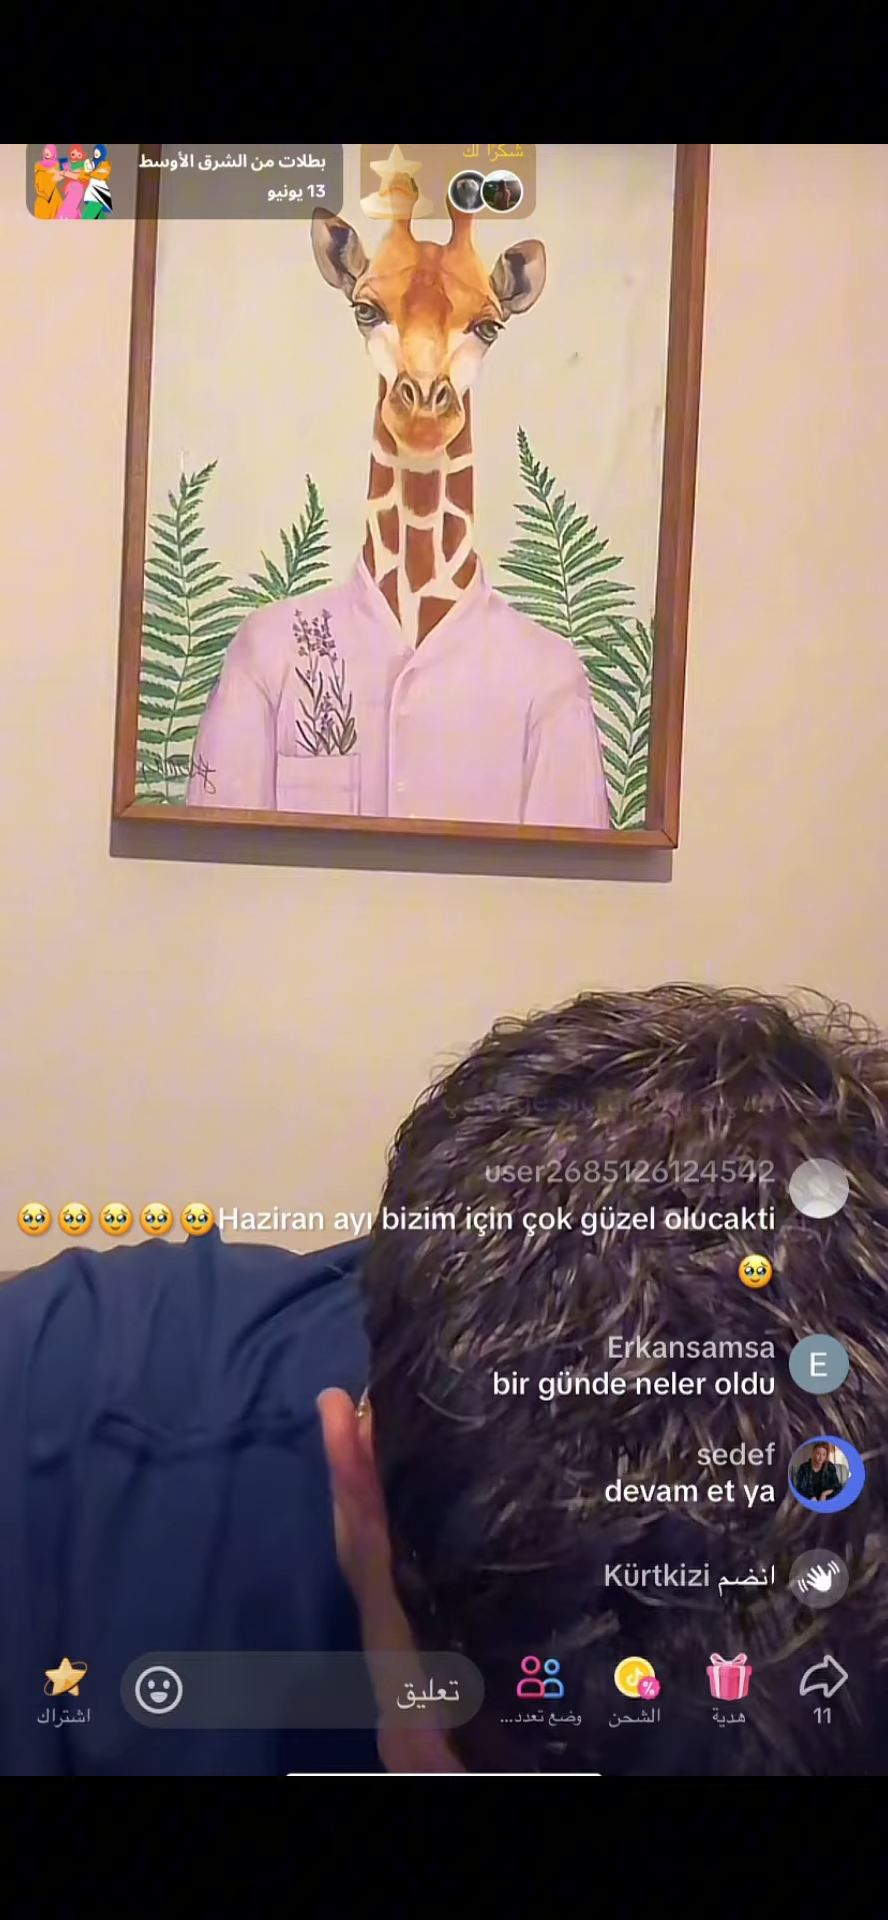 شكرًا لك
بطلات من الشرق الأوسط
13 يونيو
user2685126124542
🥹🥹🥹🥹🥹Haziran ayı bizim için çok güzel olucakti
🥹
Erkansamsa
E
bir günde neler oldu
sedef
devam et ya
Kürtkizi انضم
اشتراك
تعليق
وضع تعدد...
الشحن
هدية
11